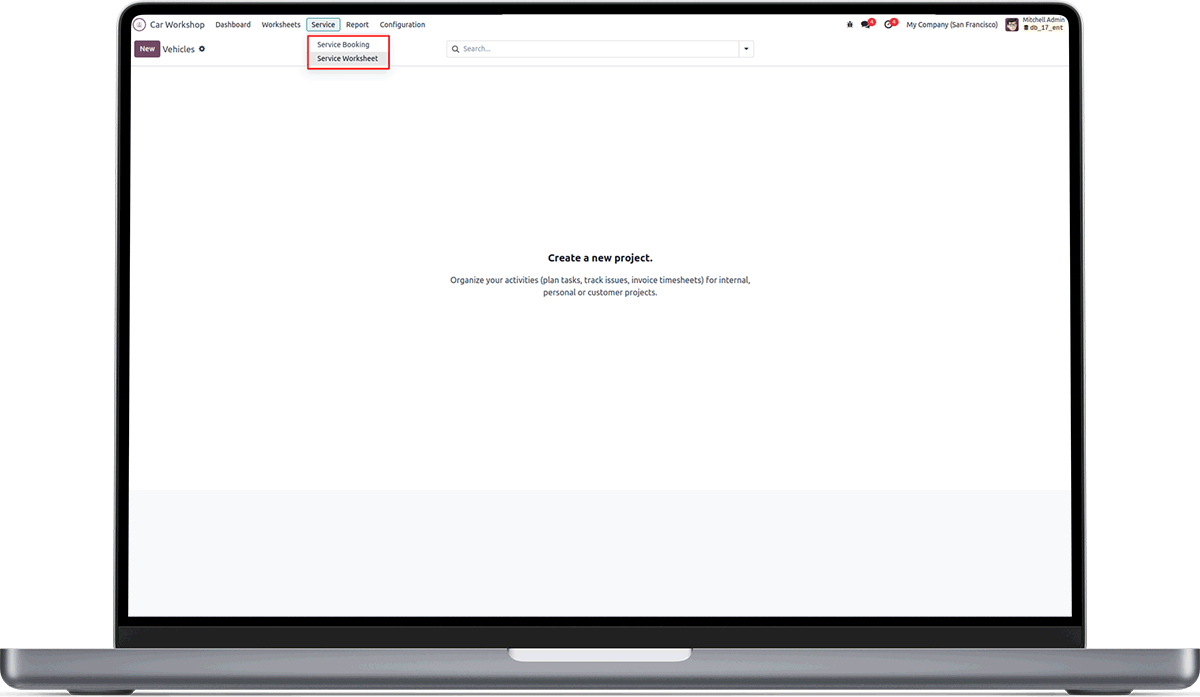 Car Workshop Dashboard Worksheets Service Report Configuration 4 4 My Company (San Francisco) Mitchell Admin
db_17_ent
New Vehicles Search...
Service Booking
Service Worksheet
Create a new project.
Organize your activities (plan tasks, track issues, invoice timesheets) for internal,
personal or customer projects.